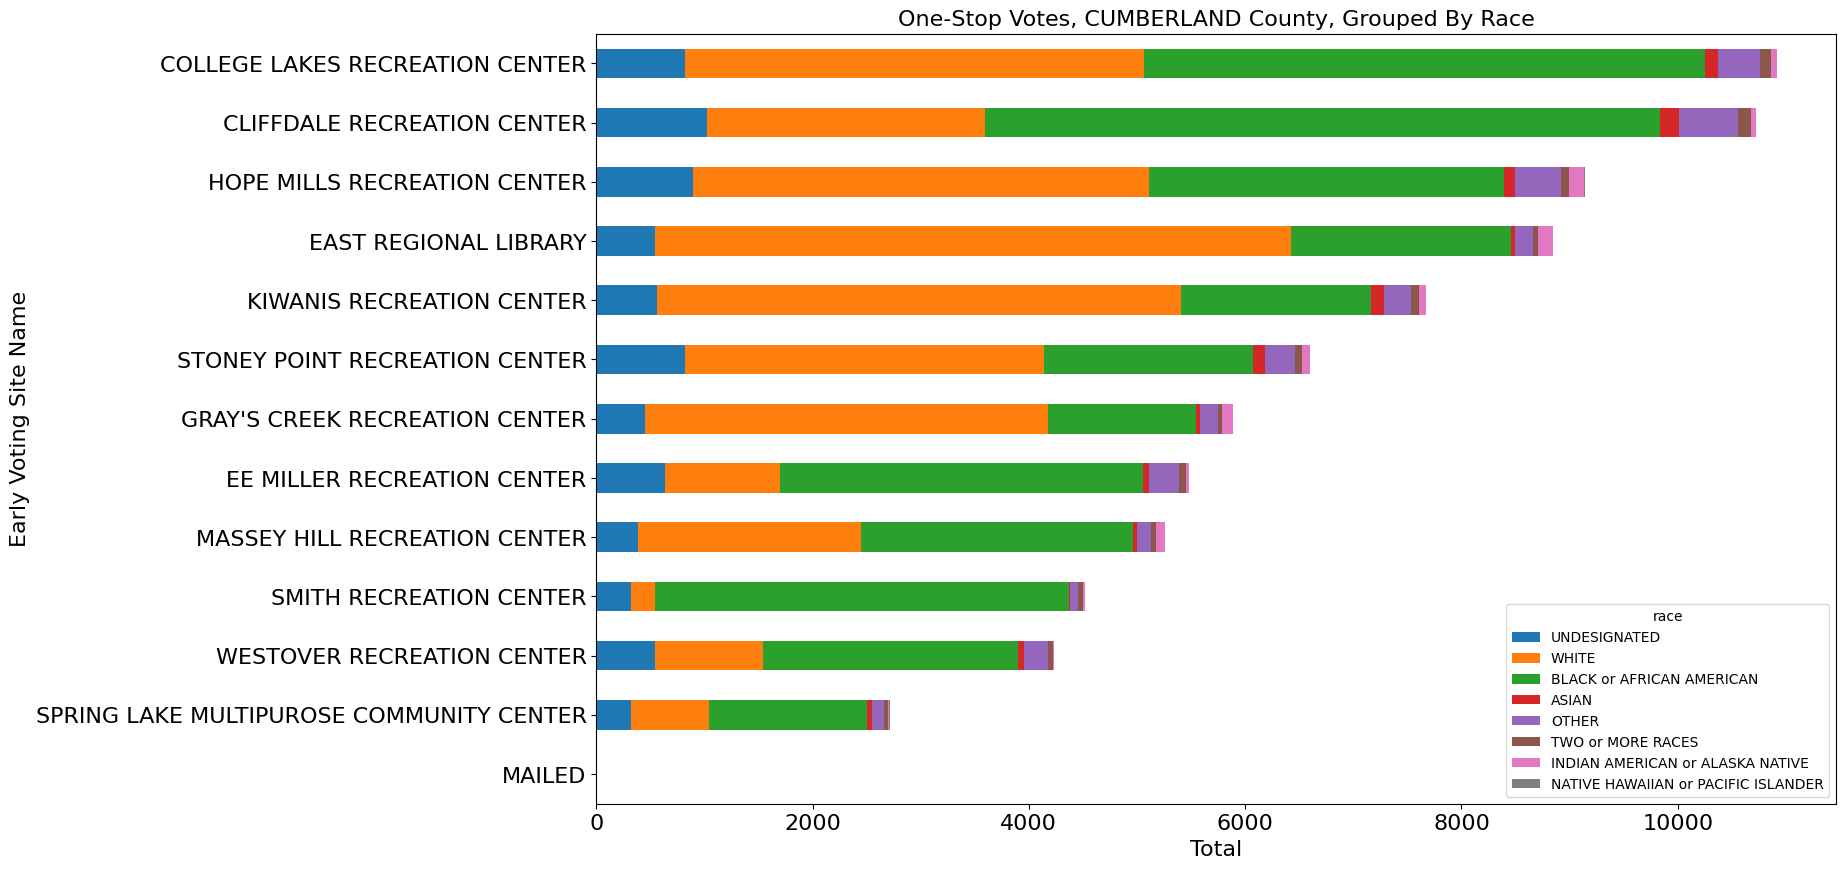 One-Stop Votes, CUMBERLAND County, Grouped By Race
Early Voting Site Name
COLLEGE LAKES RECREATION CENTER
CLIFFDALE RECREATION CENTER
HOPE MILLS RECREATION CENTER
EAST REGIONAL LIBRARY
KIWANIS RECREATION CENTER
STONEY POINT RECREATION CENTER
GRAY'S CREEK RECREATION CENTER
EE MILLER RECREATION CENTER
MASSEY HILL RECREATION CENTER
SMITH RECREATION CENTER
WESTOVER RECREATION CENTER
SPRING LAKE MULTIPUROSE COMMUNITY CENTER
MAILED
race
UNDESIGNATED
WHITE
BLACK or AFRICAN AMERICAN
ASIAN
OTHER
TWO or MORE RACES
INDIAN AMERICAN or ALASKA NATIVE
NATIVE HAWAIIAN or PACIFIC ISLANDER
0 2000 4000 6000 8000 10000
Total